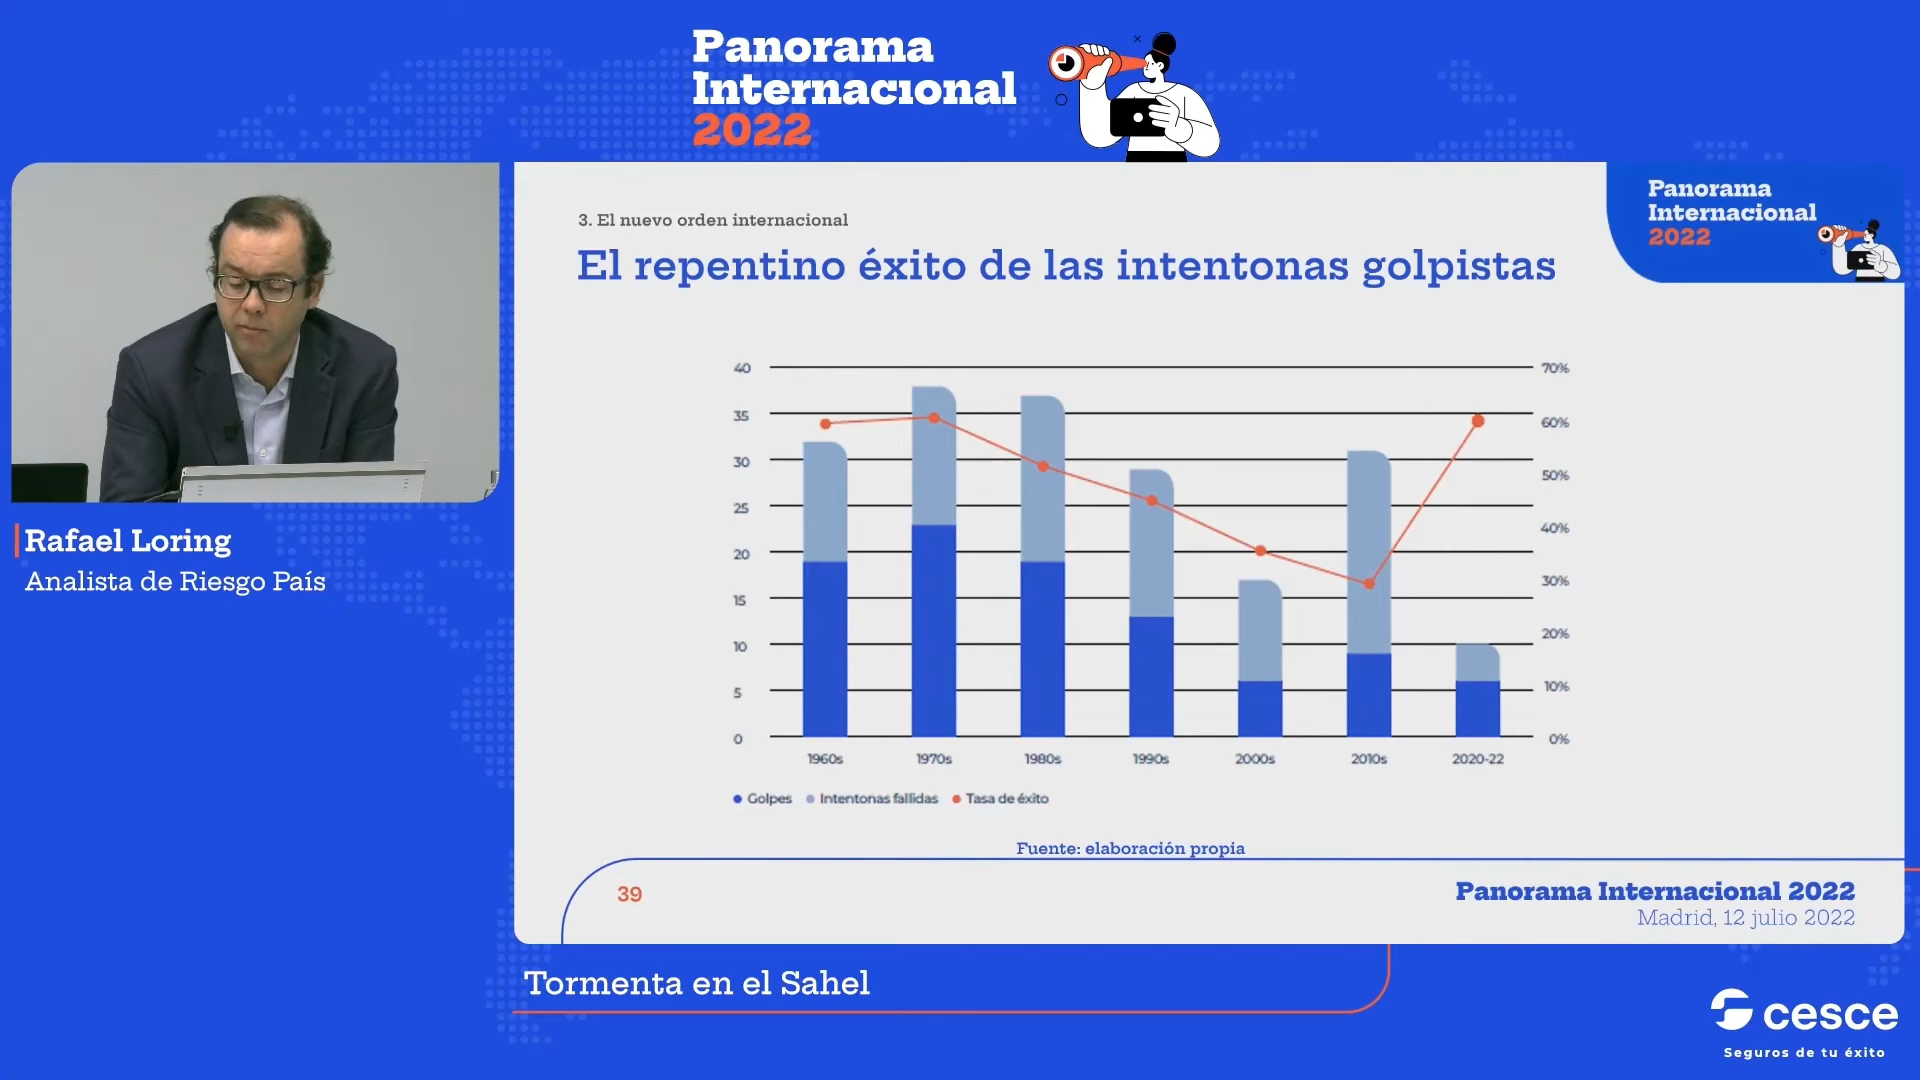 Panorama
Internacional
2022
Panorama
Internacional
2022
3. El nuevo orden internacional
El repentino éxito de las intentonas golpistas
40 70%
35 60%
30 50%
25 40%
20 30%
15 20%
10 10%
5 0%
0
1960s 1970s 1980s 1990s 2000s 2010s 2020-22
Golpes Intentonas fallidas Tasa de éxito
Fuente: elaboración propia
39
Panorama Internacional 2022
Madrid, 12 julio 2022
Rafael Loring
Analista de Riesgo País
Tormenta en el Sahel
cesce
Seguros de tu éxito